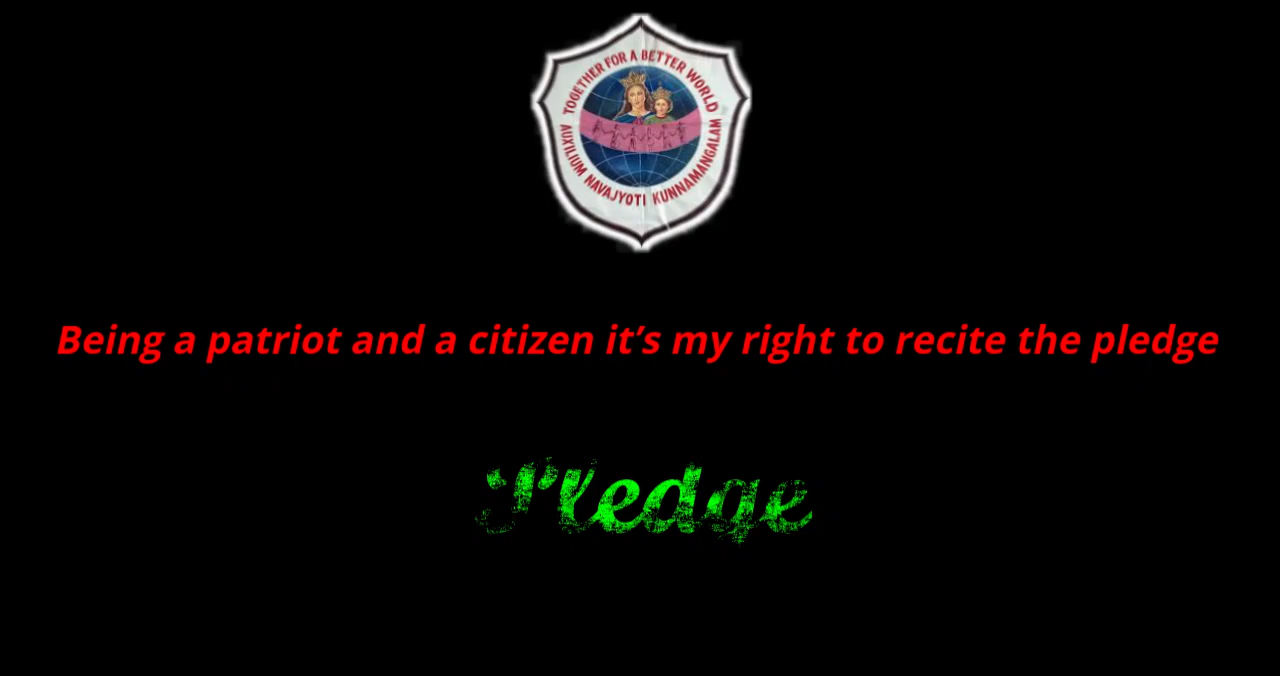 TOGETHER FOR A BETTER WORLD
AUXILIUM NAVAJYOTI KUNNAMANGALAM
Being a patriot and a citizen it’s my right to recite the pledge
Pledge